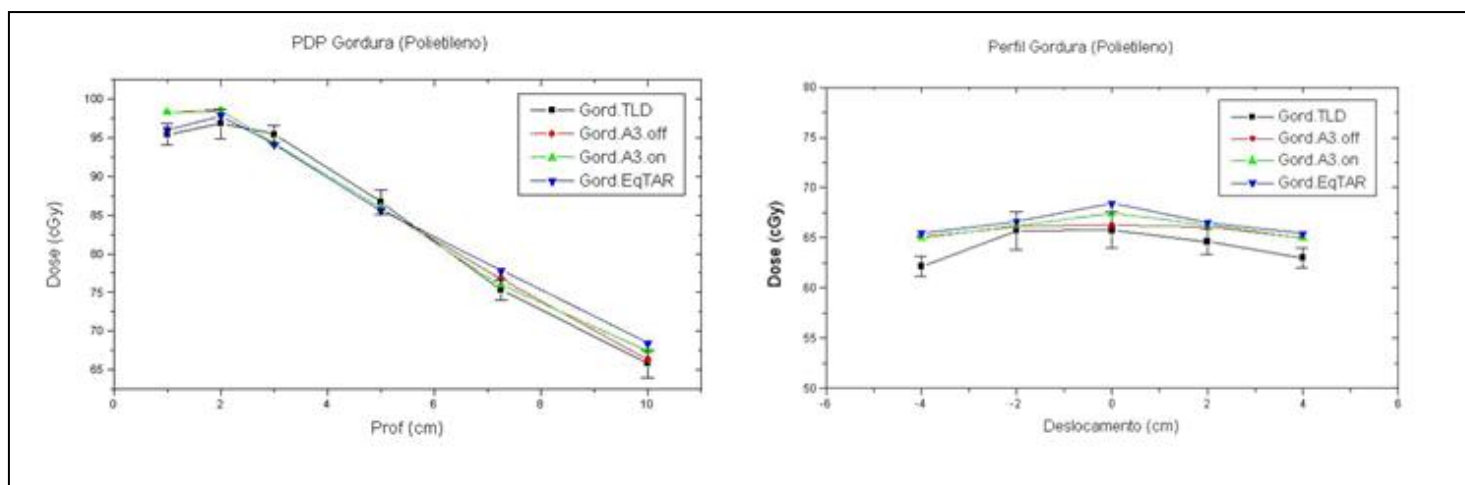 PDP Gordura (Polietileno)
100
95
90
85
80
75
70
65
Dose (cGy)
Gord.TLD
Gord.A3.off
Gord.A3.on
Gord.EqTAR
0
2
4
6
8
10
Prof (cm)
Perfil Gordura (Polietileno)
80
75
70
65
60
55
50
Dose (cGy)
Gord.TLD
Gord.A3.off
Gord.A3.on
Gord.EqTAR
-6
-4
-2
0
2
4
6
Deslocamento (cm)